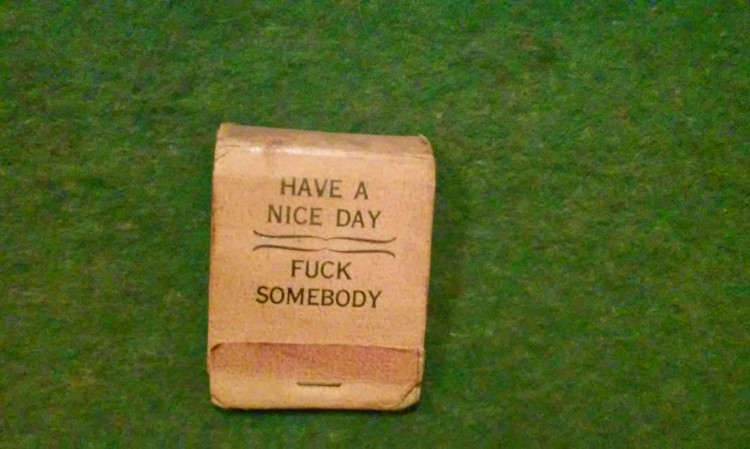 HAVE A
NICE DAY
FUCK
SOMEBODY